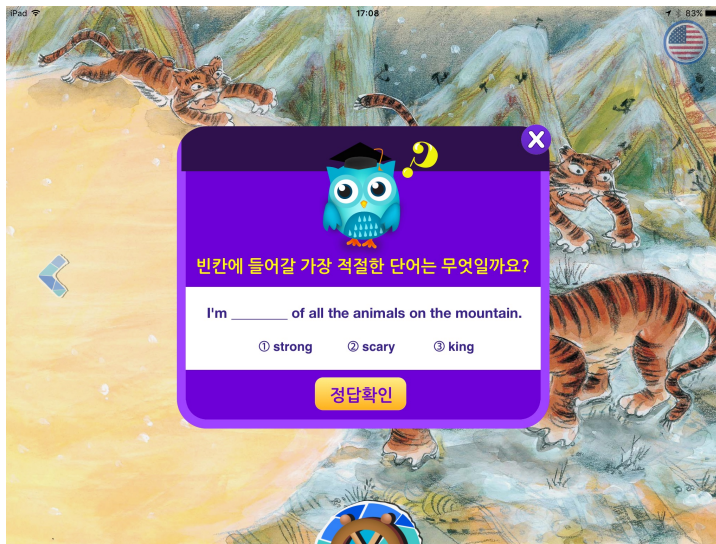 iPad 17:08 83%
빈칸에 들어갈 가장 적절한 단어는 무엇일까요?
I'm ________ of all the animals on the mountain.
① strong ② scary ③ king
정답확인